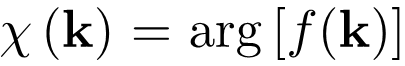 χ (𝐤) = arg [f(𝐤)]